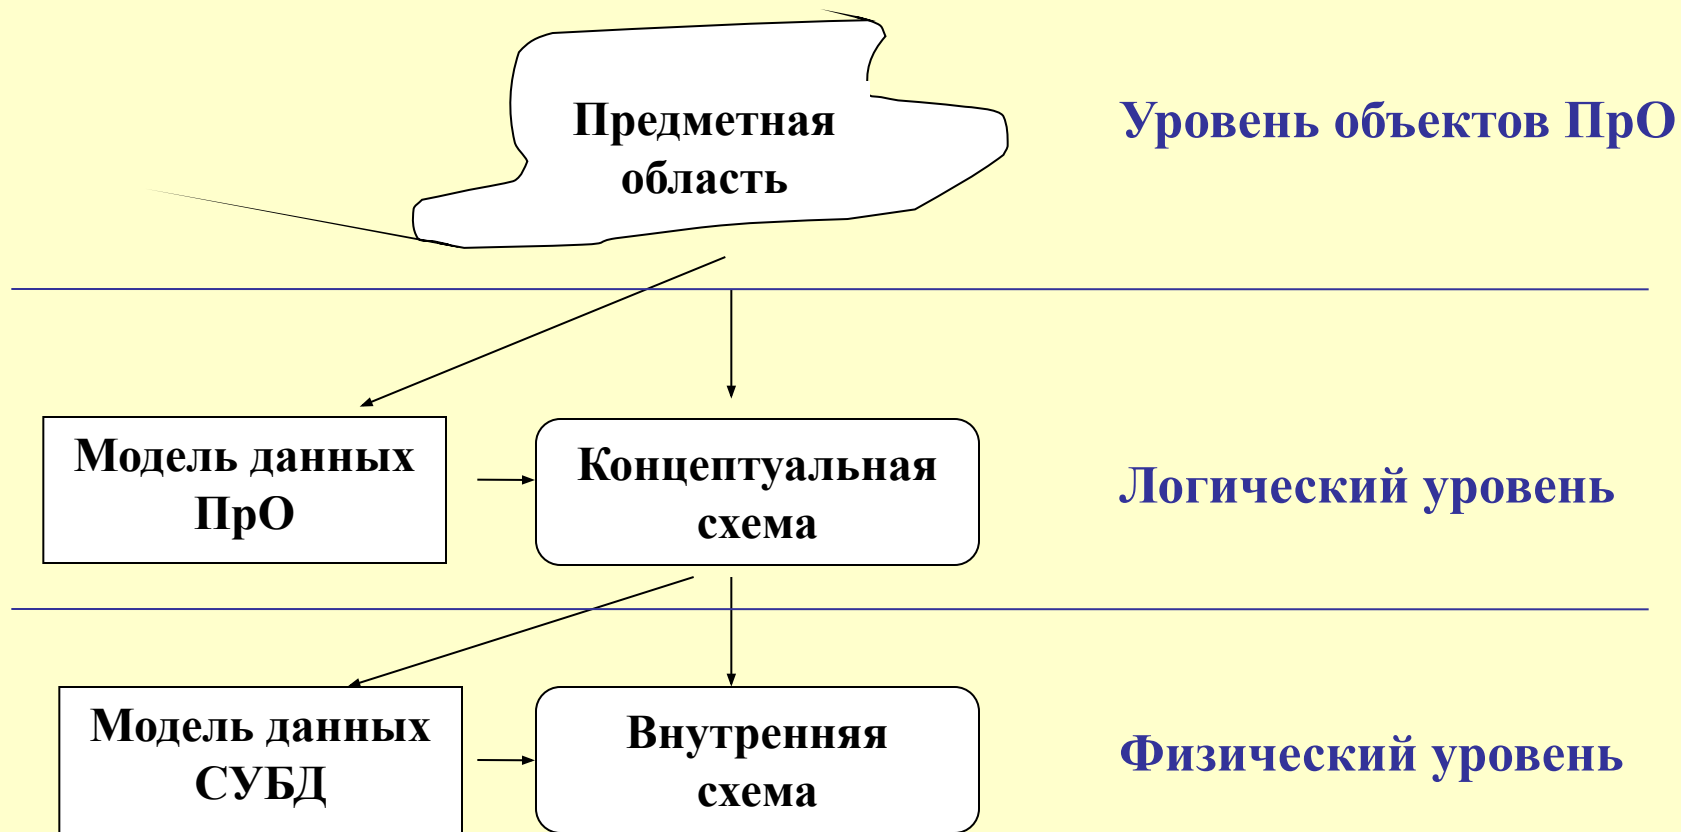 Предметная
область
Уровень объектов ПрО
Модель данных
ПрО
Концептуальная
схема
Логический уровень
Модель данных
СУБД
Внутренняя
схема
Физический уровень